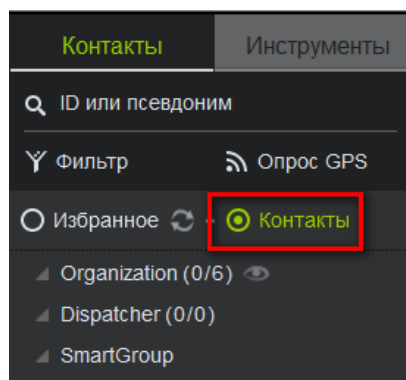 Контакты Инструменты
ID или псевдоним
Фильтр Опрос GPS
Избранное Контакты
Organization (0/6)
Dispatcher (0/0)
SmartGroup